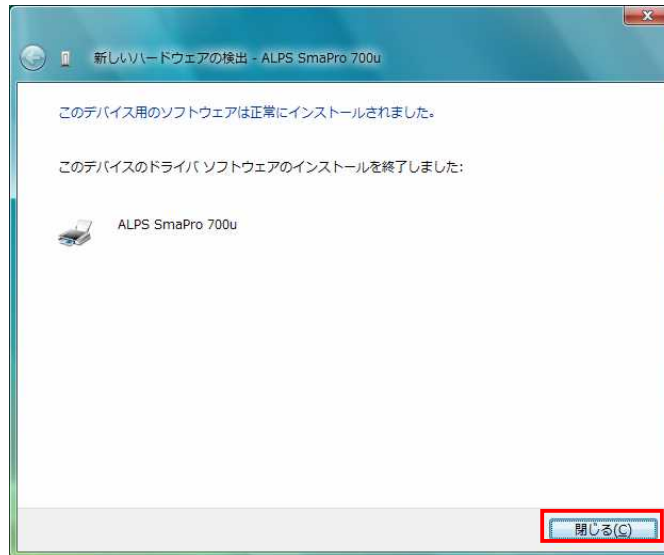 新しいハードウェアの検出 - ALPS SmaPro 700u
このデバイス用のソフトウェアは正常にインストールされました。
このデバイスのドライバ ソフトウェアのインストールを終了しました:
ALPS SmaPro 700u
閉じる(C)